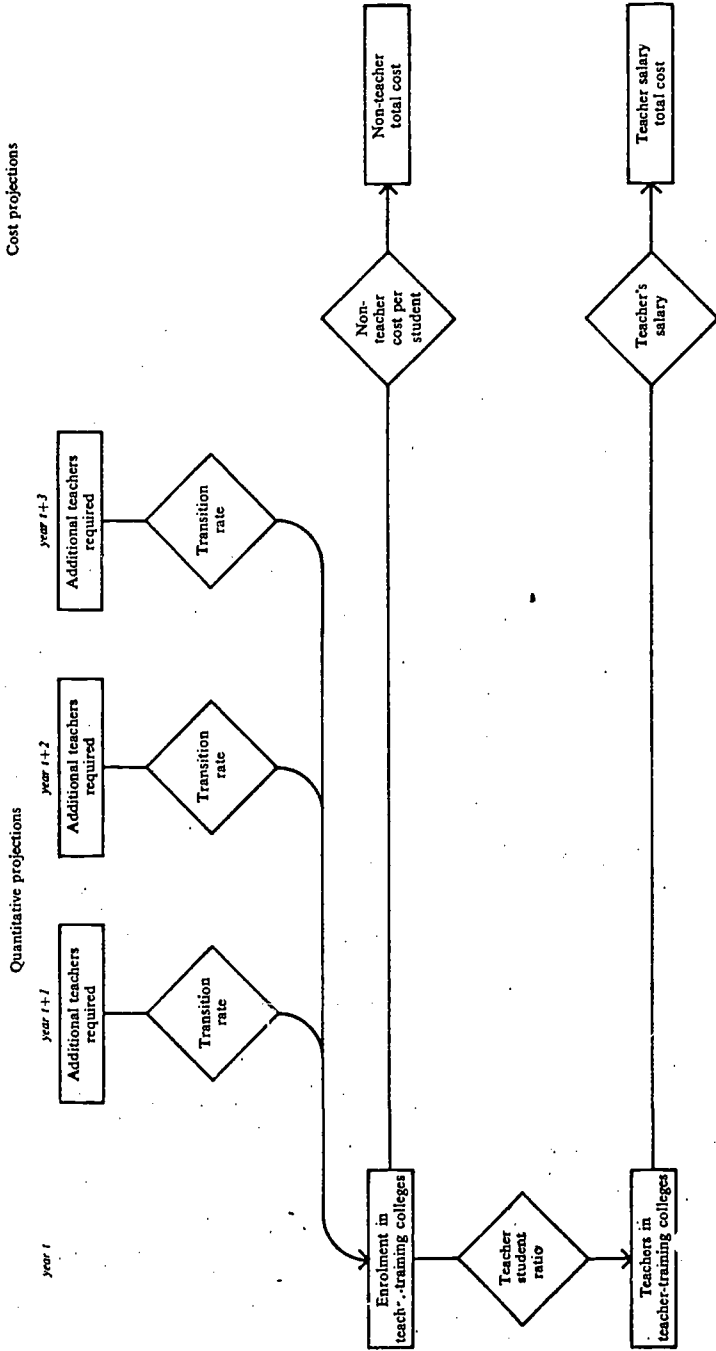 Quantitative projections
Cost projections
year t
year t+1
year t+2
year t+3
Additional teachers
required
Additional teachers
required
Additional teachers
required
Transition
rate
Transition
rate
Transition
rate
Enrolment in
teach-.-training colleges
Non-
teacher
cost per
student
Non-teacher
total cost
Teacher
student
ratio
Teachers in
teacher-training colleges
Teacher's
salary
Teacher salary
total cost